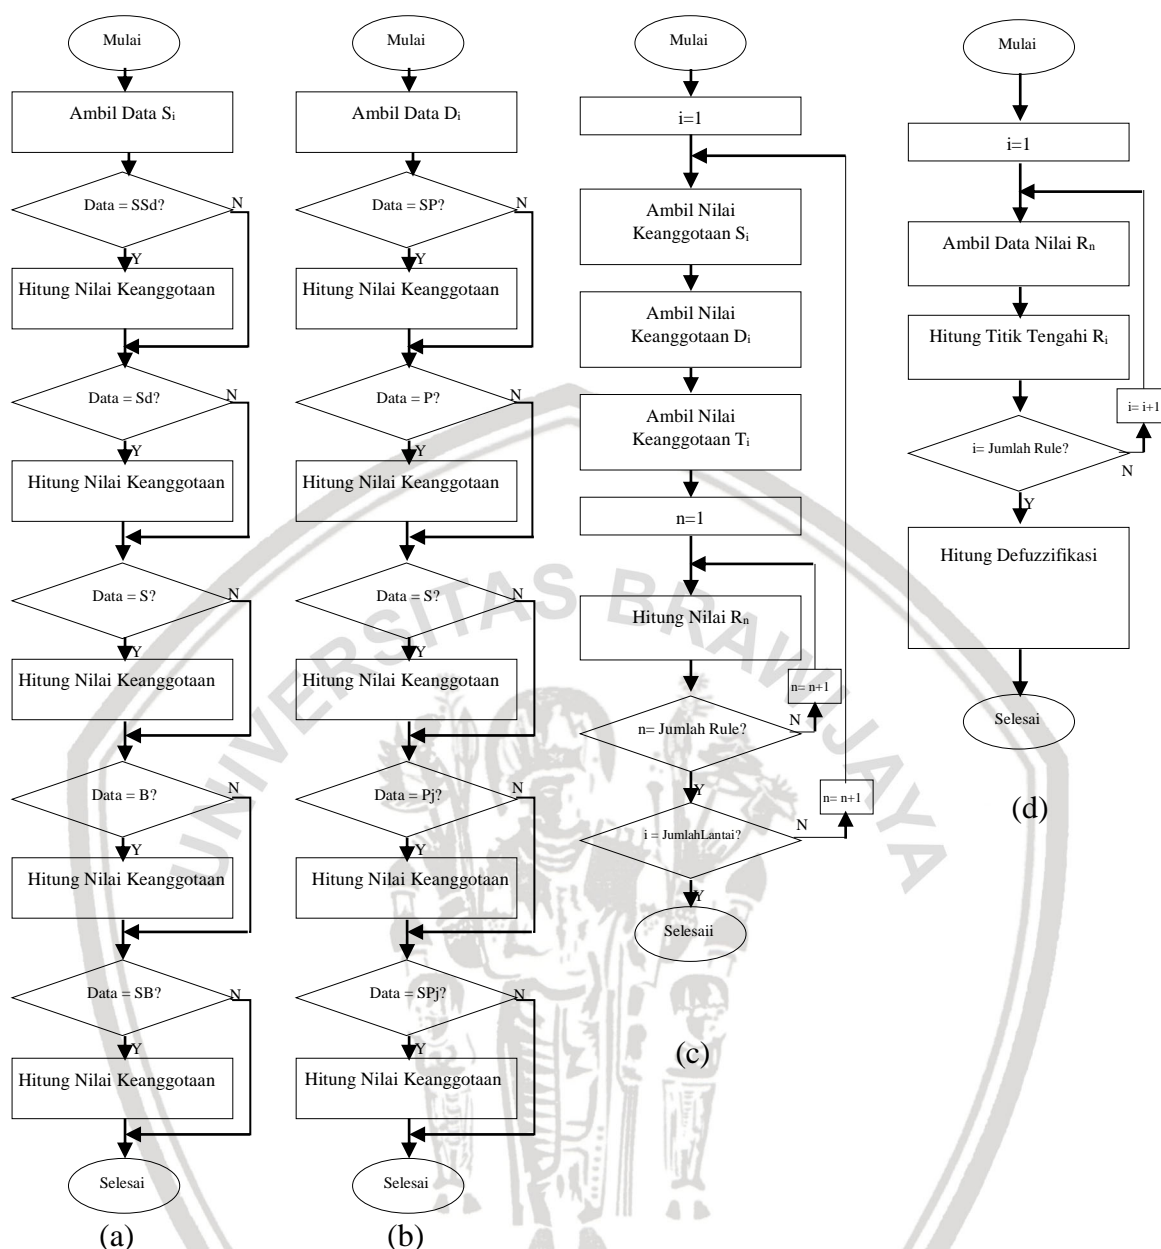 Mulai
Ambil Data Si
Data = SSd?
N
Y
Hitung Nilai Keanggotaan
Data = Sd?
N
Y
Hitung Nilai Keanggotaan
Data = S?
N
Y
Hitung Nilai Keanggotaan
Data = B?
N
Y
Hitung Nilai Keanggotaan
Data = SB?
N
Y
Hitung Nilai Keanggotaan
Selesai
(a)
Mulai
Ambil Data Di
Data = SP?
N
Y
Hitung Nilai Keanggotaan
Data = P?
N
Y
Hitung Nilai Keanggotaan
Data = S?
N
Y
Hitung Nilai Keanggotaan
Data = Pj?
N
Y
Hitung Nilai Keanggotaan
Data = SPj?
N
Y
Hitung Nilai Keanggotaan
Selesai
(b)
Mulai
i=1
Ambil Nilai
Keanggotaan Si
Ambil Nilai
Keanggotaan Di
Ambil Nilai
Keanggotaan Ti
n=1
Hitung Nilai Rn
n= n+1
n= Jumlah Rule?
N
Y
n= n+1
i = JumlahLantai?
N
Y
Selesaii
(c)
Mulai
i=1
Ambil Data Nilai Rn
Hitung Titik Tengahi Ri
i= i+1
i= Jumlah Rule?
N
Y
Hitung Defuzzifikasi
Selesai
(d)
UNIVERSITAS BRAWIJAYA